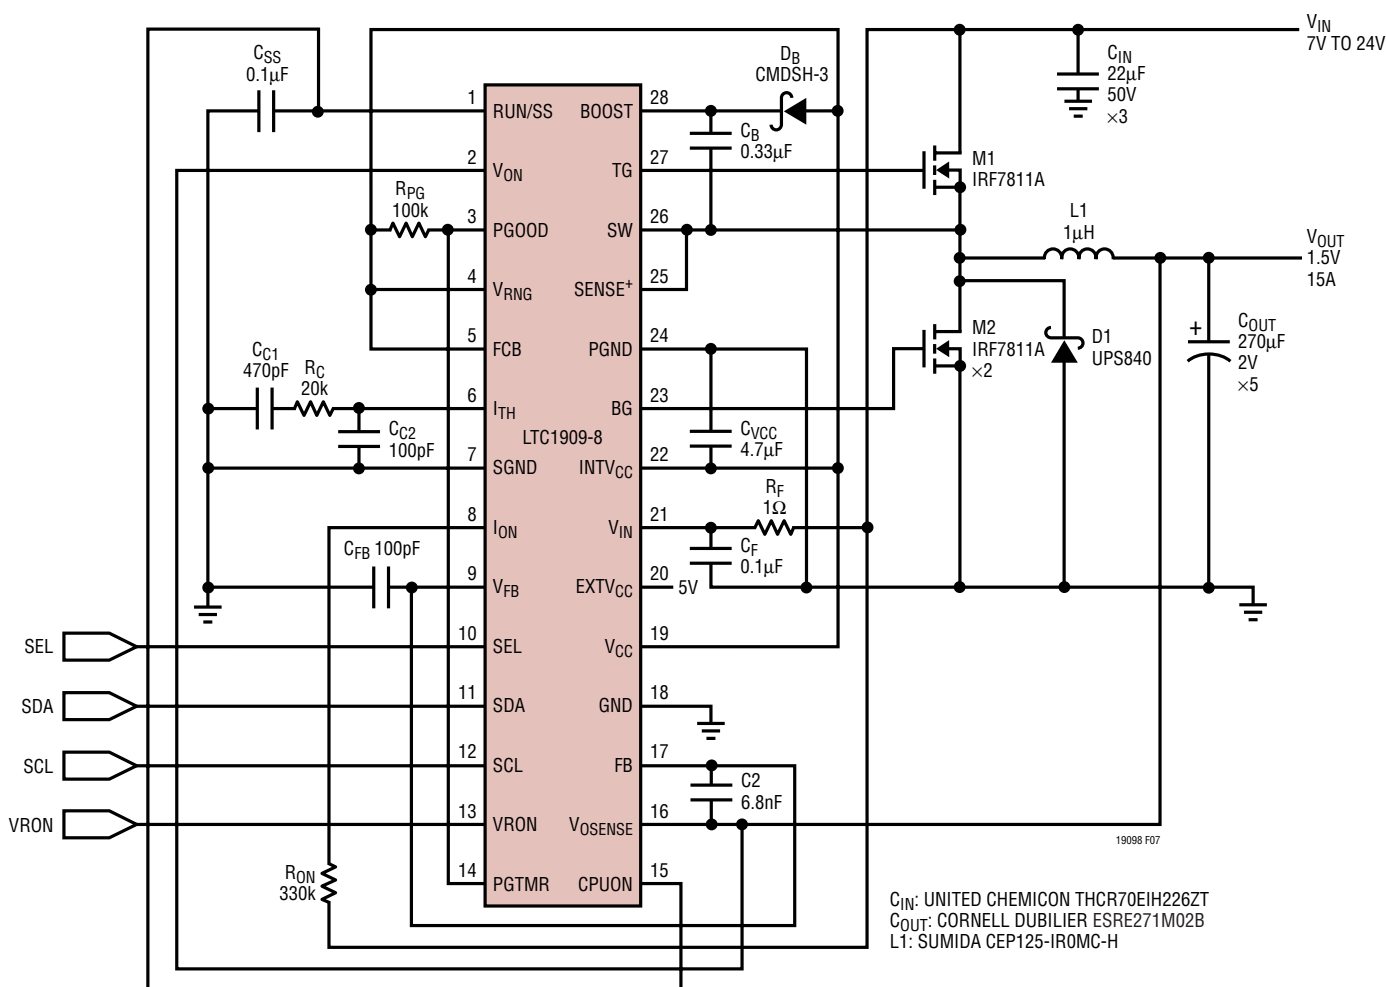 VIN
7V TO 24V
CIN
22µF
50V
×3
CSS
0.1µF
DB
CMDSH-3
1
RUN/SS
BOOST
28
CB
0.33µF
2
VON
TG
27
M1
IRF7811A
RPG
100k
3
PGOOD
SW
26
L1
1µH
VOUT
1.5V
15A
4
VRNG
SENSE+
25
5
FCB
PGND
24
M2
IRF7811A
×2
D1
UPS840
+
COUT
270µF
2V
×5
CC1
470pF
RC
20k
6
ITH
BG
23
CC2
100pF
LTC1909-8
CVCC
4.7µF
7
SGND
INTVCC
22
RF
1Ω
8
ION
VIN
21
CFB 100pF
CF
0.1µF
9
VFB
EXTVCC
20
5V
SEL
10
SEL
VCC
19
SDA
11
SDA
GND
18
SCL
12
SCL
FB
17
C2
6.8nF
VRON
13
VRON
VOSENSE
16
19098 F07
RON
330k
14
PGTMR
CPUON
15
CIN: UNITED CHEMICON THCR70EIH226ZT
COUT: CORNELL DUBILIER ESRE271M02B
L1: SUMIDA CEP125-IR0MC-H